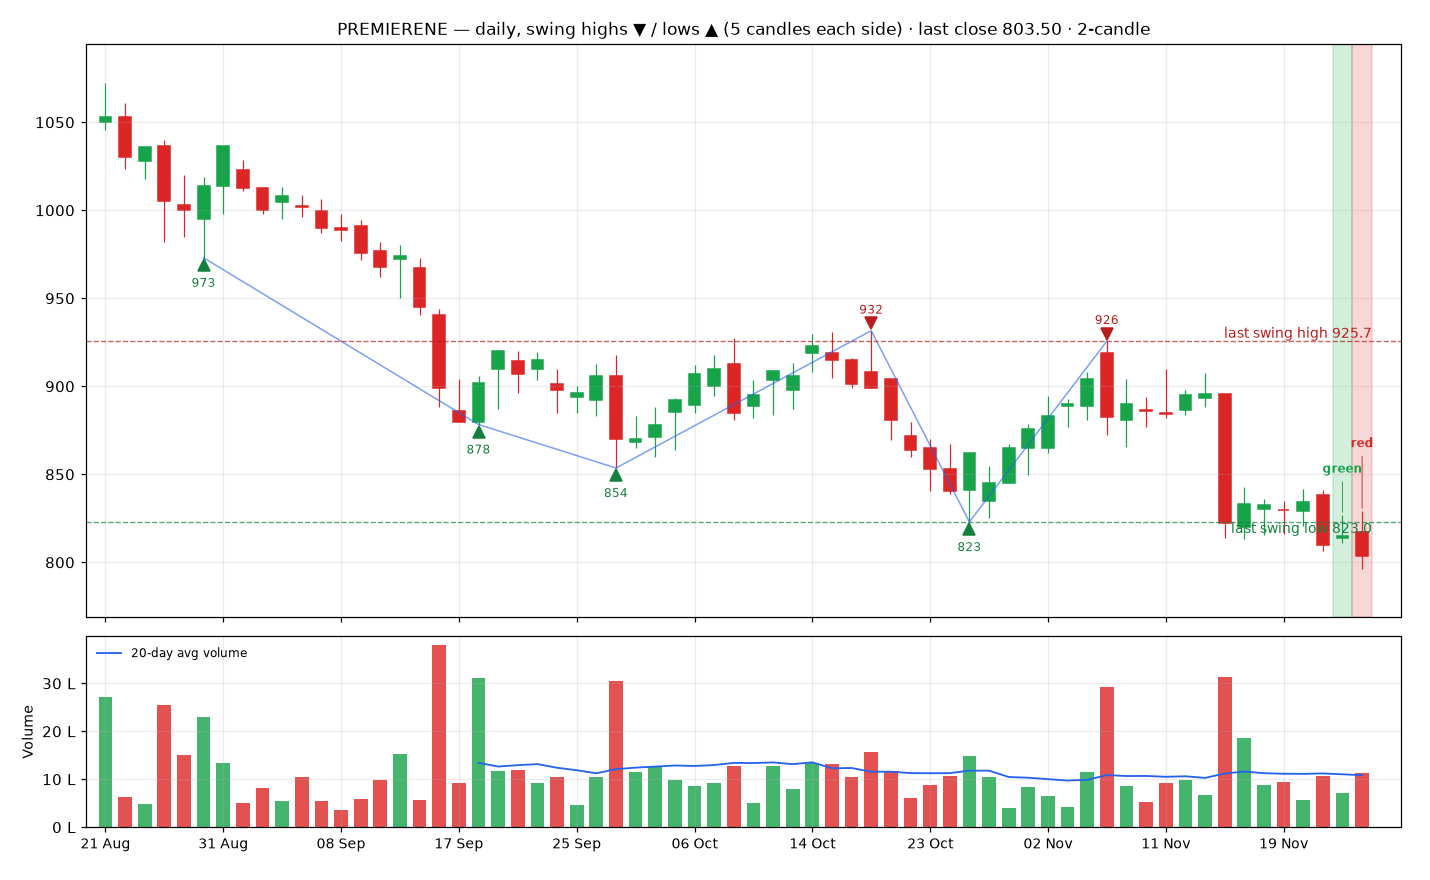 PREMIERENE — daily, swing highs ▼ / lows ▲ (5 candles each side) · last close 803.50 · 2-candle
1050
1000
950
900
850
800
973
878
854
932
823
926
last swing high 925.7
red
green
last swing low 823.0
20-day avg volume
Volume
30 L
20 L
10 L
0 L
21 Aug
31 Aug
08 Sep
17 Sep
25 Sep
06 Oct
14 Oct
23 Oct
02 Nov
11 Nov
19 Nov